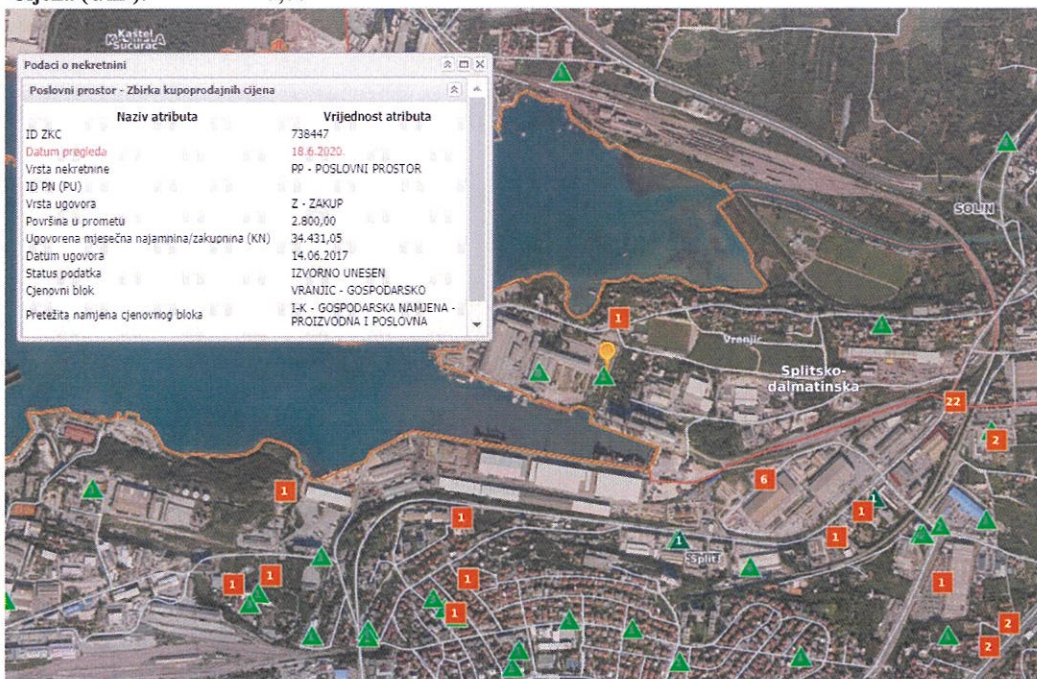 Podaci o nekretnini
Poslovni prostor - Zbirka kupoprodajnih cijena
Naziv atributa Vrijednost atributa
ID ZKC 738447
Datum pregleda 18.6.2020.
Vrsta nekretnine PP - POSLOVNI PROSTOR
ID PN (PU)
Vrsta ugovora Z - ZAKUP
Površina u prometu 2.800,00
Ugovorena mjesečna najamnina/zakupnina (KN) 34.431,05
Datum ugovora 14.06.2017
Status podatka IZVORNO UNESEN
Cjenovni blok VRANJIC - GOSPODARSKO
Pretežita namjena cjenovnog bloka I-K - GOSPODARSKA NAMJENA - PROIZVODNA I POSLOVNA
Kaštel
Sućurac
SOLIN
1
Vranjic
Splitsko-
dalmatinska
22
2
6
1
1
1
1
1
1
Split
1
1
1
1
1
2
2